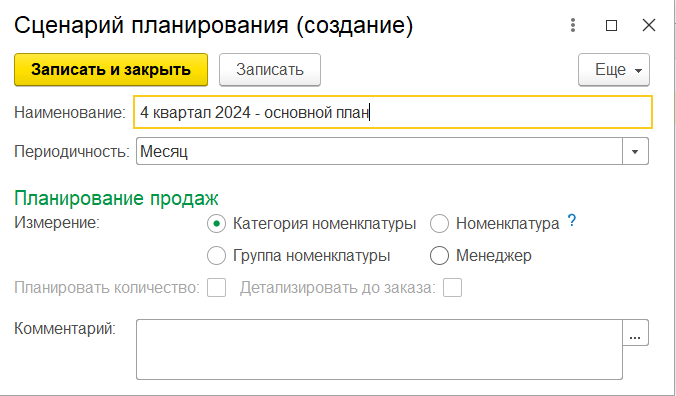 Сценарий планирования (создание)
Записать и закрыть Записать Еще
Наименование: 4 квартал 2024 - основной план
Периодичность: Месяц
Планирование продаж
Измерение: Категория номенклатуры Номенклатура ?
Группа номенклатуры Менеджер
Планировать количество: Детализировать до заказа:
Комментарий: ...